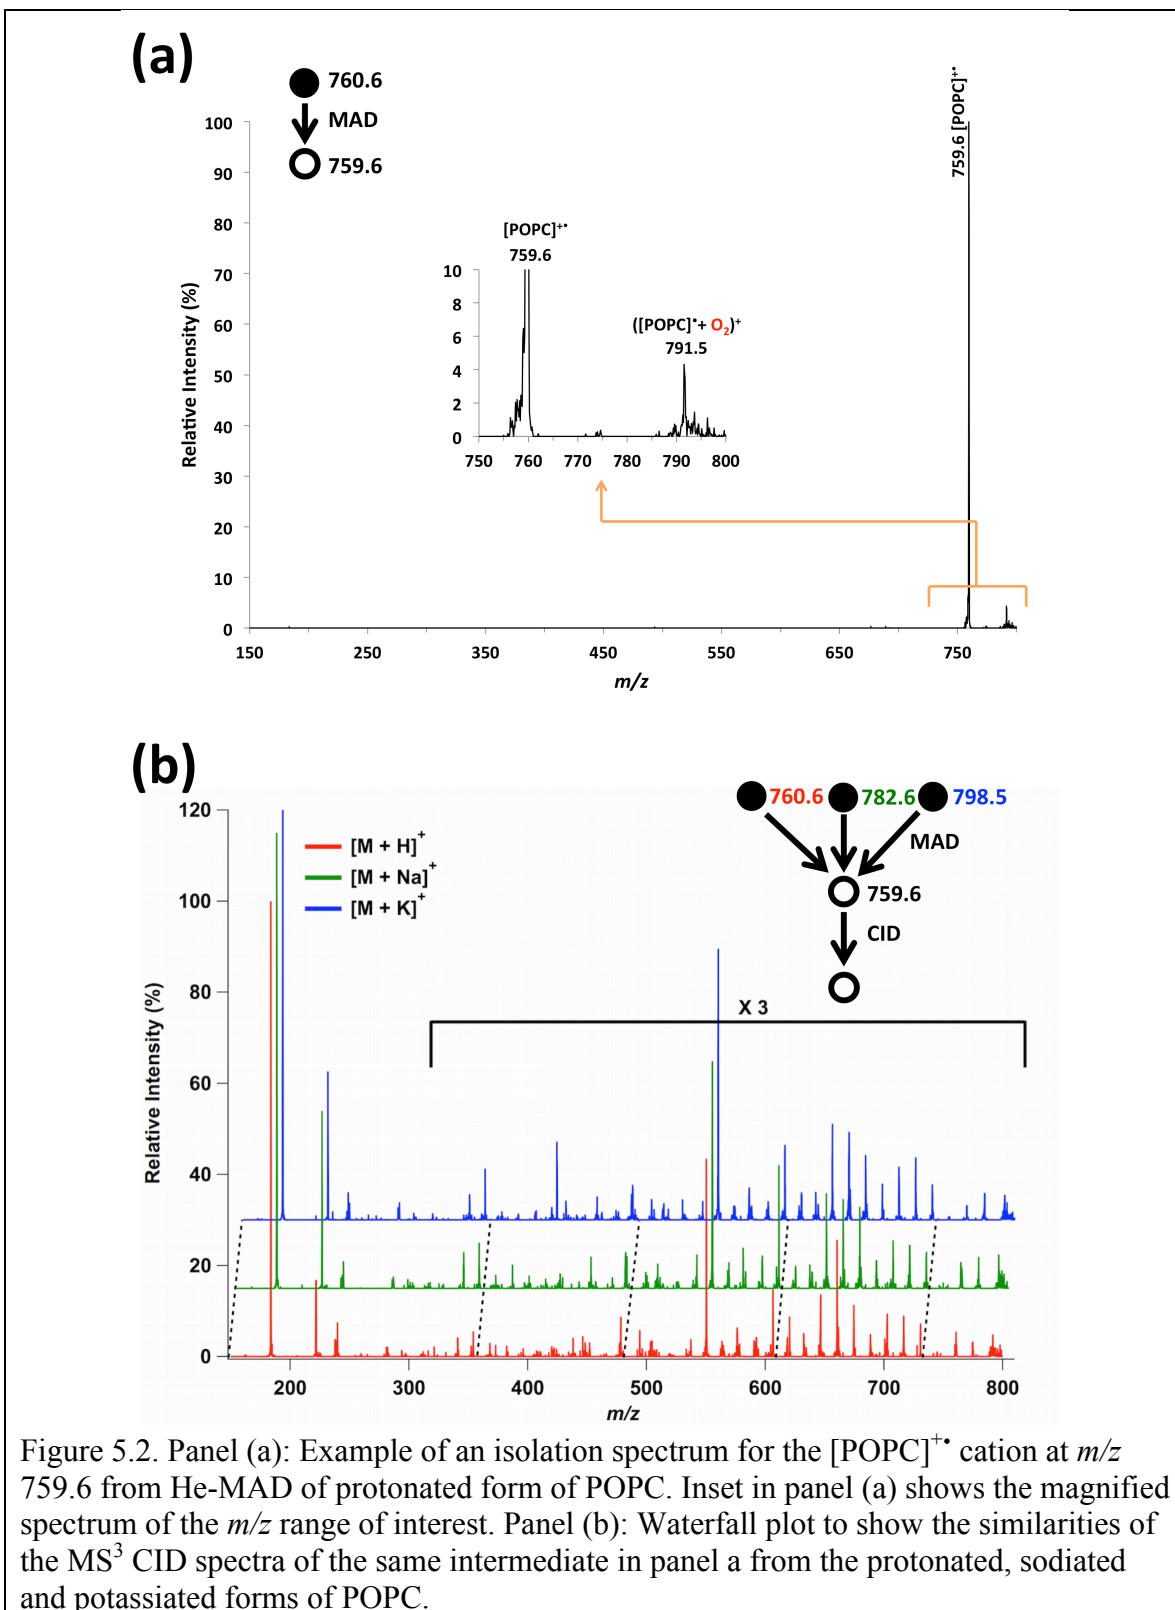 (a)
760.6
MAD
759.6
759.6 [POPC]⁺•
Relative Intensity (%)
100
90
80
70
60
50
40
30
20
10
0
[POPC]⁺•
759.6
([POPC]•+ O₂)⁺
791.5
10
8
6
4
2
0
750 760 770 780 790 800
150 250 350 450 550 650 750
m/z
(b)
760.6 782.6 798.5
MAD
759.6
CID
[M + H]⁺
[M + Na]⁺
[M + K]⁺
X 3
Relative Intensity (%)
120
100
80
60
40
20
0
200 300 400 500 600 700 800
m/z
Figure 5.2. Panel (a): Example of an isolation spectrum for the [POPC]⁺• cation at m/z
759.6 from He-MAD of protonated form of POPC. Inset in panel (a) shows the magnified
spectrum of the m/z range of interest. Panel (b): Waterfall plot to show the similarities of
the MS³ CID spectra of the same intermediate in panel a from the protonated, sodiated
and potassiated forms of POPC.